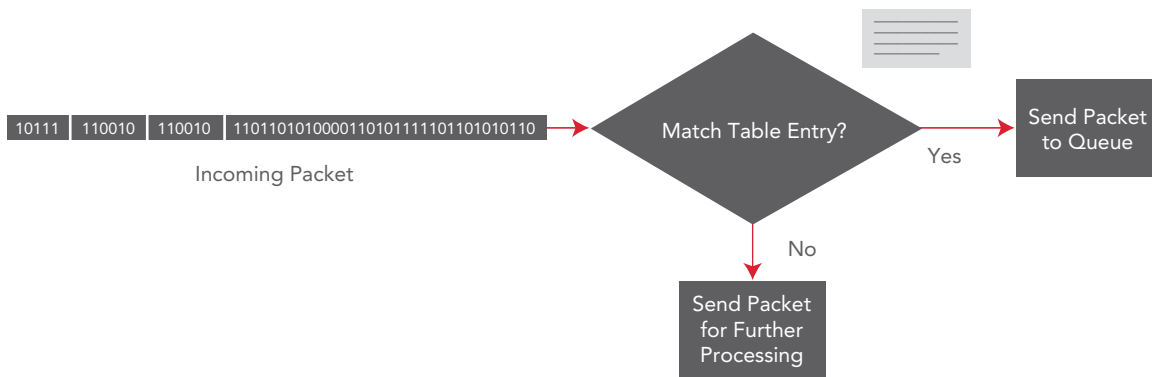 10111 110010 110010 1101101010000110101111101101010110
Incoming Packet
Match Table Entry?
Yes
Send Packet
to Queue
No
Send Packet
for Further
Processing